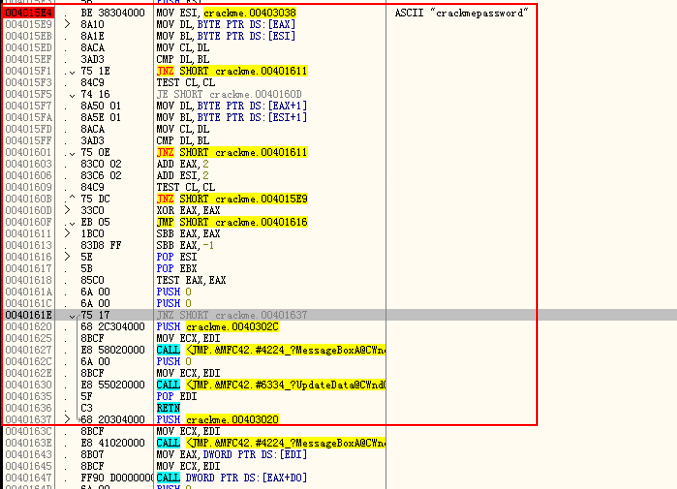 PUSH ESI
004015E4 . BE 38304000 MOV ESI,crackme.00403038 ASCII "crackmepassword"
004015E9 > 8A10 MOV DL,BYTE PTR DS:[EAX]
004015EB . 8A1E MOV BL,BYTE PTR DS:[ESI]
004015ED . 8ACA MOV CL,DL
004015EF . 3AD3 CMP DL,BL
004015F1 .v 75 1E JNZ SHORT crackme.00401611
004015F3 . 84C9 TEST CL,CL
004015F5 .v 74 16 JE SHORT crackme.0040160D
004015F7 . 8A50 01 MOV DL,BYTE PTR DS:[EAX+1]
004015FA . 8A5E 01 MOV BL,BYTE PTR DS:[ESI+1]
004015FD . 8ACA MOV CL,DL
004015FF . 3AD3 CMP DL,BL
00401601 .v 75 0E JNZ SHORT crackme.00401611
00401603 . 83C0 02 ADD EAX,2
00401606 . 83C6 02 ADD ESI,2
00401609 . 84C9 TEST CL,CL
0040160B .^ 75 DC JNZ SHORT crackme.004015E9
0040160D > 33C0 XOR EAX,EAX
0040160F .v EB 05 JMP SHORT crackme.00401616
00401611 > 1BC0 SBB EAX,EAX
00401613 . 83D8 FF SBB EAX,-1
00401616 > 5E POP ESI
00401617 . 5B POP EBX
00401618 . 85C0 TEST EAX,EAX
0040161A . 6A 00 PUSH 0
0040161C . 6A 00 PUSH 0
0040161E v 75 17 JNZ SHORT crackme.00401637
00401620 . 68 2C304000 PUSH crackme.0040302C
00401625 . 8BCF MOV ECX,EDI
00401627 . E8 58020000 CALL <JMP.&MFC42.#4224_?MessageBoxA@CWnd
0040162C . 6A 00 PUSH 0
0040162E . 8BCF MOV ECX,EDI
00401630 . E8 55020000 CALL <JMP.&MFC42.#6334_?UpdateData@CWnd@
00401635 . 5F POP EDI
00401636 . C3 RETN
00401637 > 68 20304000 PUSH crackme.00403020
0040163C . 8BCF MOV ECX,EDI
0040163E . E8 41020000 CALL <JMP.&MFC42.#4224_?MessageBoxA@CWnd
00401643 . 8B07 MOV EAX,DWORD PTR DS:[EDI]
00401645 . 8BCF MOV ECX,EDI
00401647 . FF90 D0000000 CALL DWORD PTR DS:[EAX+D0]